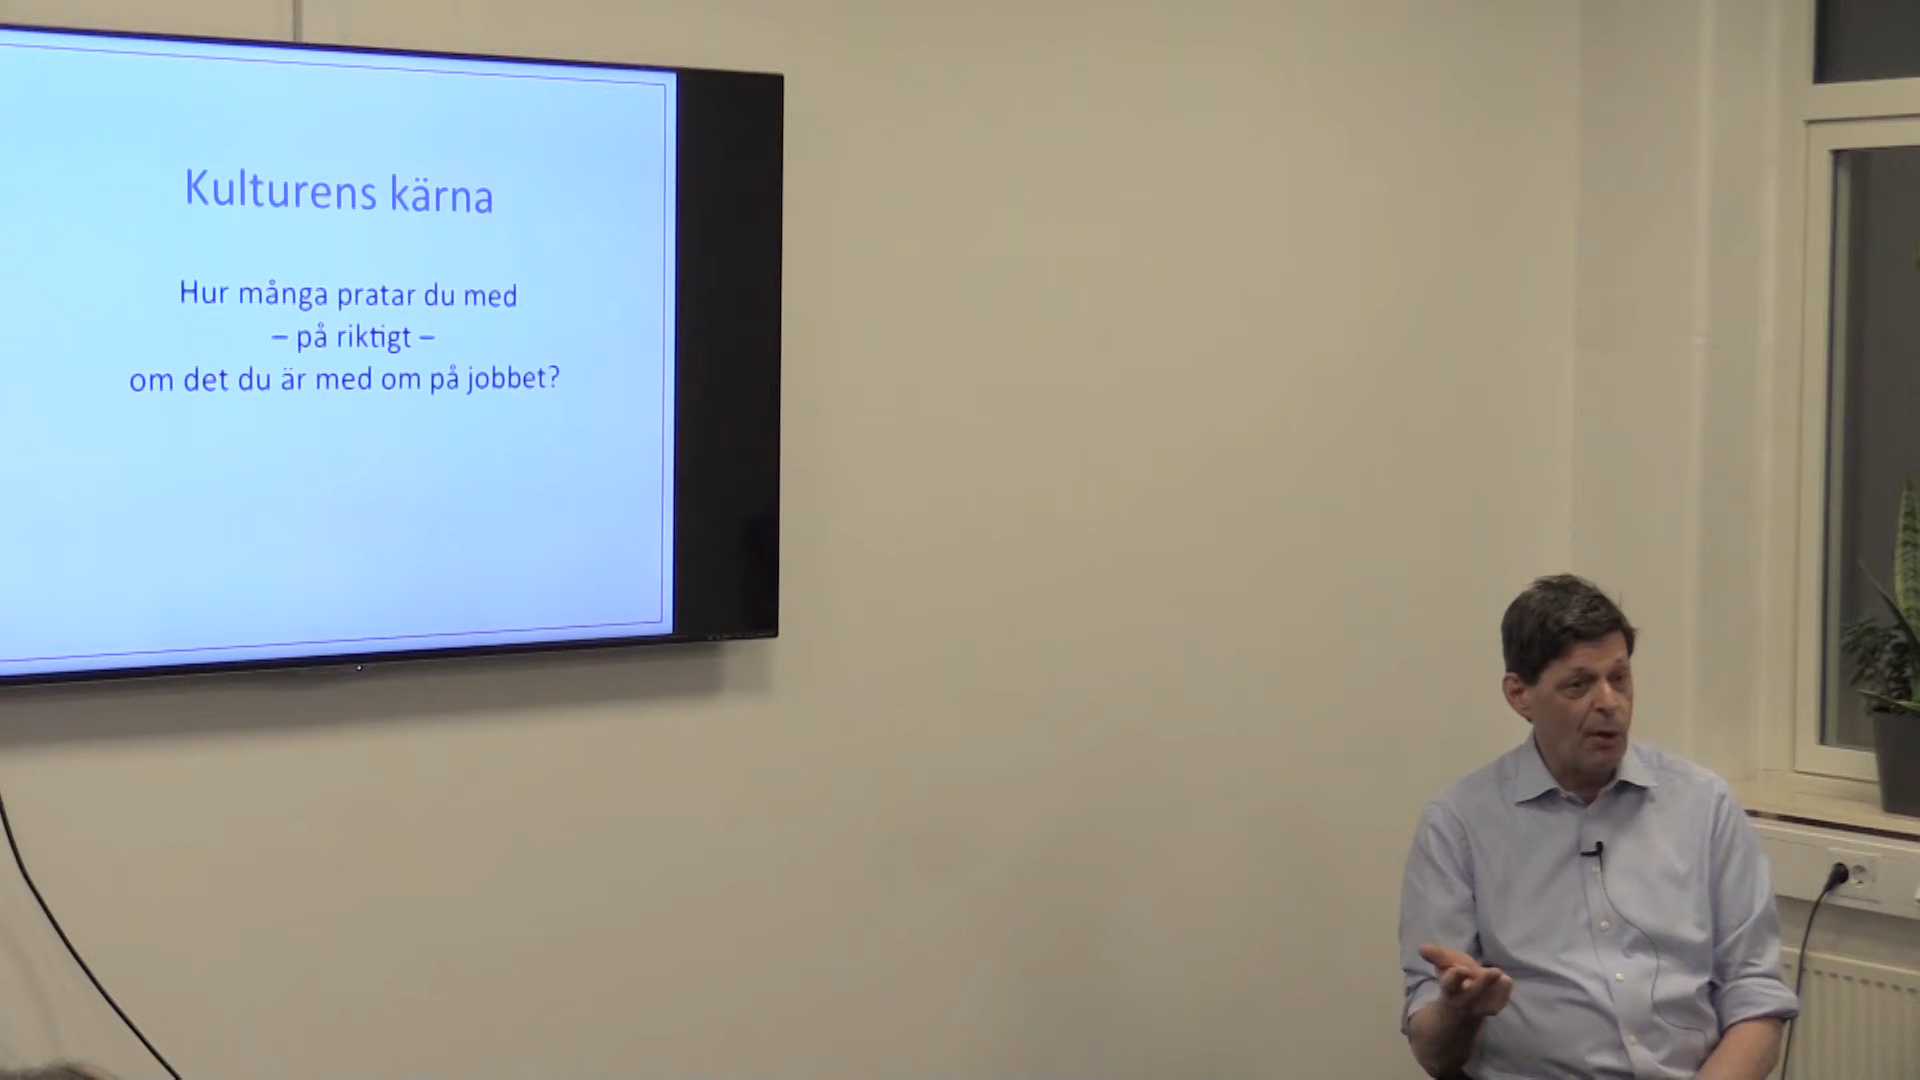 Kulturens kärna
Hur många pratar du med
– på riktigt –
om det du är med om på jobbet?